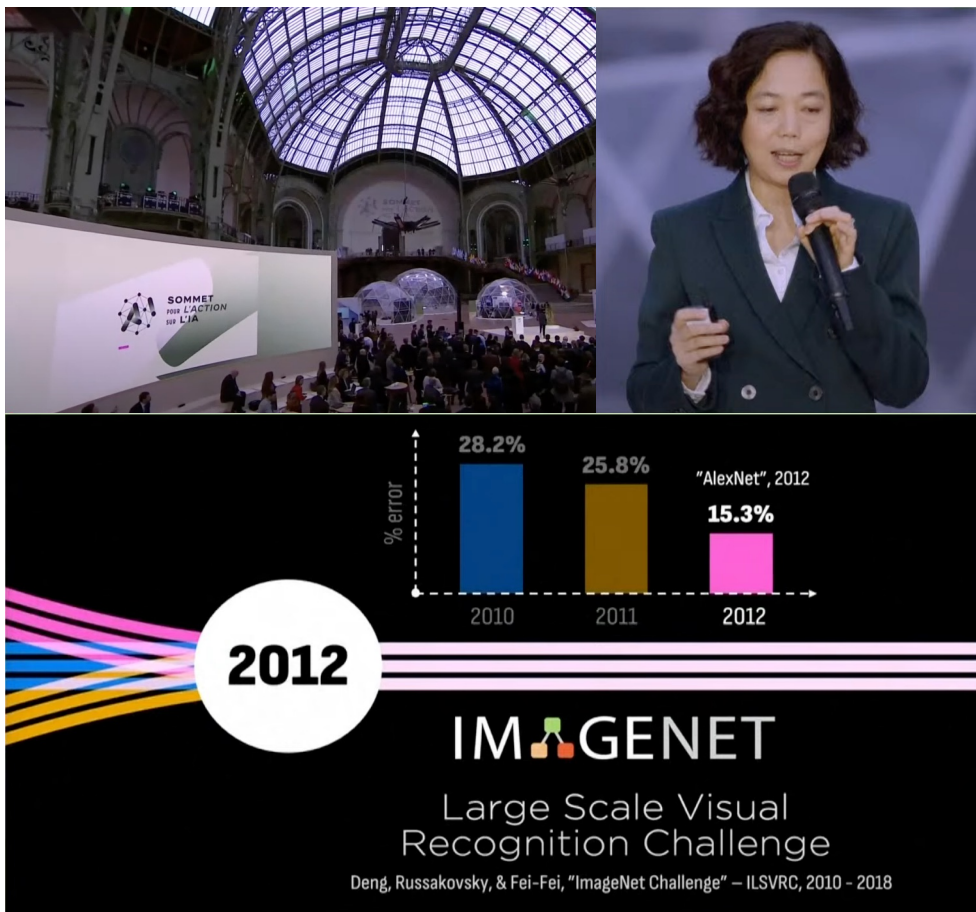 SOMMET
POUR L'ACTION
SUR L'IA
28.2%
25.8%
"AlexNet", 2012
15.3%
% error
2010
2011
2012
2012
IMAGENET
Large Scale Visual
Recognition Challenge
Deng, Russakovsky, & Fei-Fei, "ImageNet Challenge" – ILSVRC, 2010 - 2018